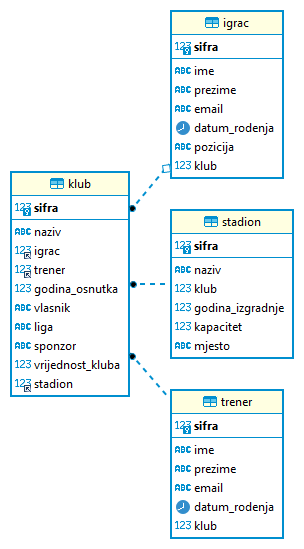 igrac
123 sifra
ABC ime
ABC prezime
ABC email
datum_rodenja
ABC pozicija
123 klub
klub
123 sifra
ABC naziv
123 igrac
123 trener
123 godina_osnutka
ABC vlasnik
ABC liga
ABC sponzor
123 vrijednost_kluba
123 stadion
stadion
123 sifra
ABC naziv
123 klub
123 godina_izgradnje
123 kapacitet
ABC mjesto
trener
123 sifra
ABC ime
ABC prezime
ABC email
datum_rodenja
123 klub